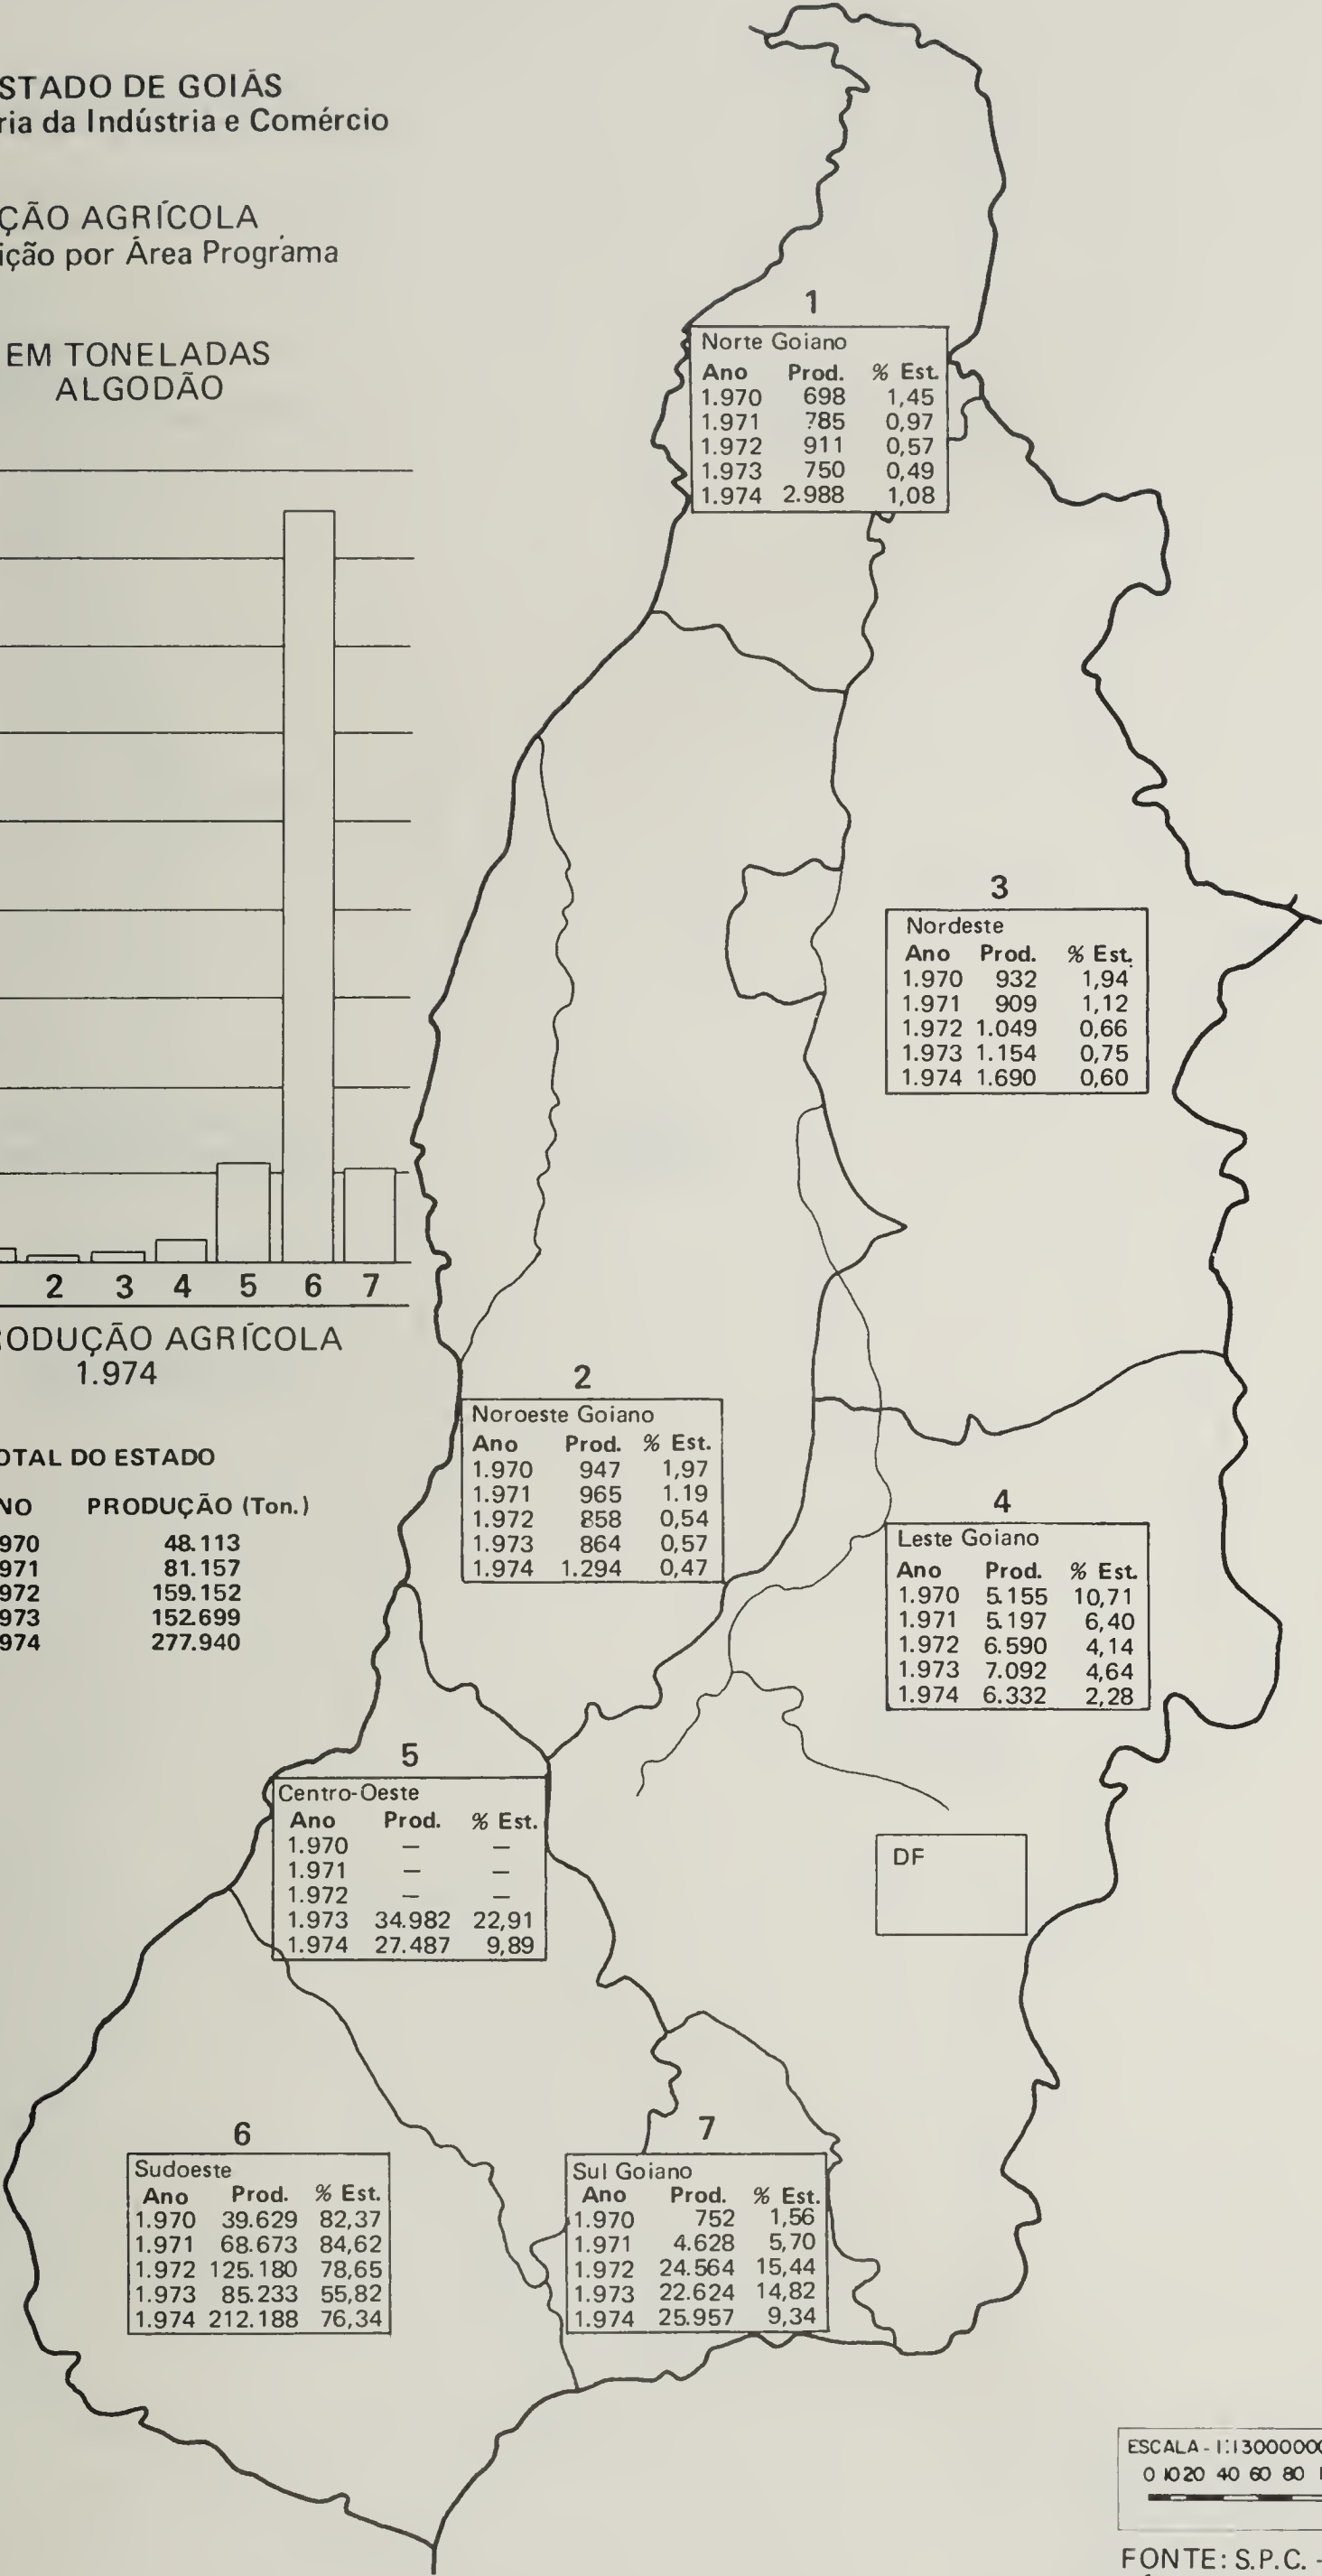 STADO DE GOIÁS
ria da Indústria e Comércio
ÇÃO AGRÍCOLA
ição por Área Programa
EM TONELADAS
ALGODÃO
2 3 4 5 6 7
RODUÇÃO AGRÍCOLA
1.974
OTAL DO ESTADO
NO PRODUÇÃO (Ton.)
970 48.113
971 81.157
972 159.152
973 152.699
974 277.940
1
Norte Goiano
Ano Prod. % Est.
1.970 698 1,45
1.971 785 0,97
1.972 911 0,57
1.973 750 0,49
1.974 2.988 1,08
3
Nordeste
Ano Prod. % Est.
1.970 932 1,94
1.971 909 1,12
1.972 1.049 0,66
1.973 1.154 0,75
1.974 1.690 0,60
2
Noroeste Goiano
Ano Prod. % Est.
1.970 947 1,97
1.971 965 1.19
1.972 858 0,54
1.973 864 0,57
1.974 1.294 0,47
4
Leste Goiano
Ano Prod. % Est.
1.970 5.155 10,71
1.971 5.197 6,40
1.972 6.590 4,14
1.973 7.092 4,64
1.974 6.332 2,28
5
Centro-Oeste
Ano Prod. % Est.
1.970 — —
1.971 — —
1.972 — —
1.973 34.982 22,91
1.974 27.487 9,89
DF
6
Sudoeste
Ano Prod. % Est.
1.970 39.629 82,37
1.971 68.673 84,62
1.972 125.180 78,65
1.973 85.233 55,82
1.974 212.188 76,34
7
Sul Goiano
Ano Prod. % Est.
1.970 752 1,56
1.971 4.628 5,70
1.972 24.564 15,44
1.973 22.624 14,82
1.974 25.957 9,34
ESCALA - 1:13000000
0 10 20 40 60 80
FONTE: S.P.C. -